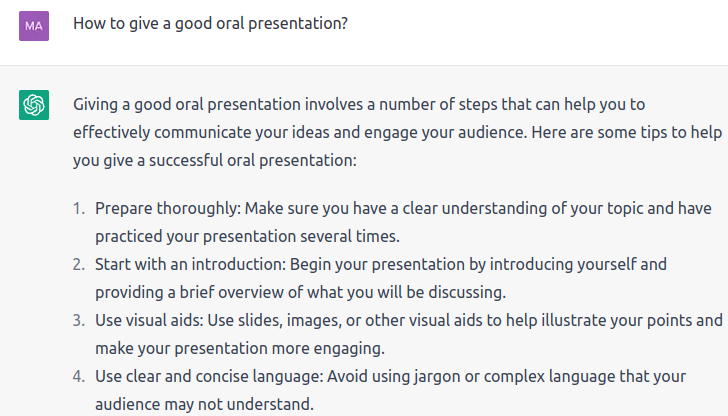 MA
How to give a good oral presentation?
Giving a good oral presentation involves a number of steps that can help you to
effectively communicate your ideas and engage your audience. Here are some tips to help
you give a successful oral presentation:
1. Prepare thoroughly: Make sure you have a clear understanding of your topic and have
practiced your presentation several times.
2. Start with an introduction: Begin your presentation by introducing yourself and
providing a brief overview of what you will be discussing.
3. Use visual aids: Use slides, images, or other visual aids to help illustrate your points and
make your presentation more engaging.
4. Use clear and concise language: Avoid using jargon or complex language that your
audience may not understand.